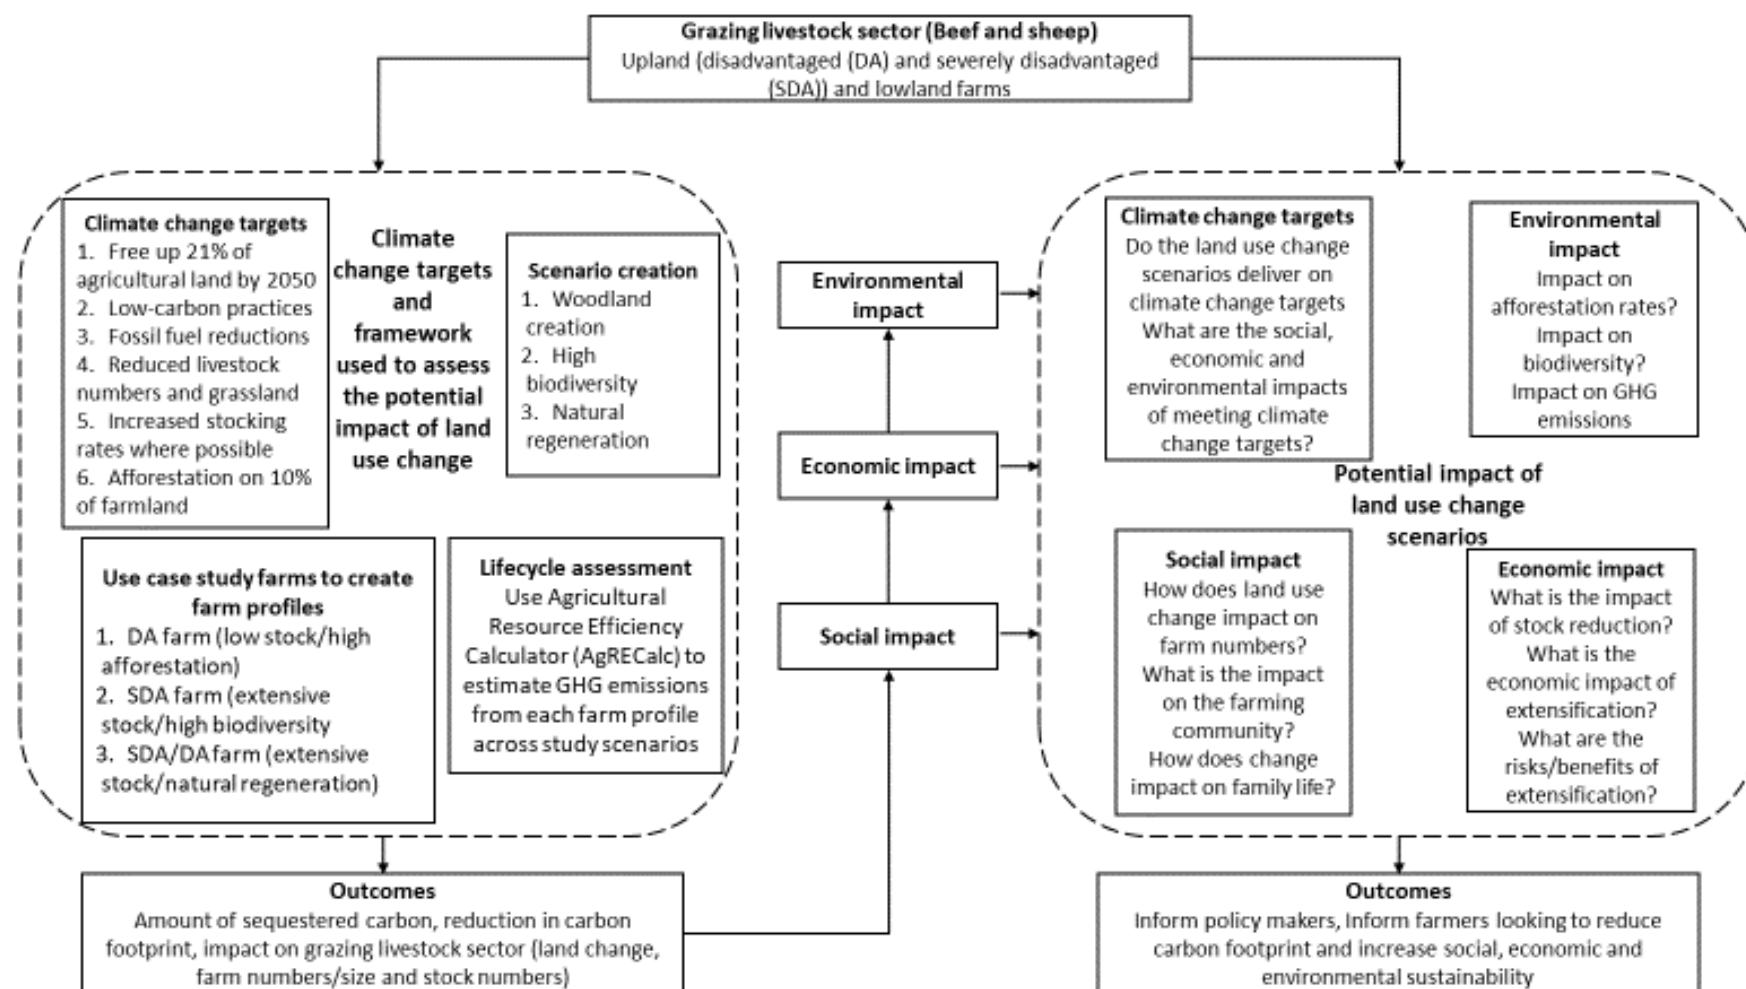 Grazing livestock sector (Beef and sheep)
Upland (disadvantaged (DA) and severely disadvantaged
(SDA)) and lowland farms
Climate change targets
1. Free up 21% of
agricultural land by 2050
2. Low-carbon practices
3. Fossil fuel reductions
4. Reduced livestock
numbers and grassland
5. Increased stocking
rates where possible
6. Afforestation on 10%
of farmland
Climate
change targets
and
framework
used to assess
the potential
impact of land
use change
Scenario creation
1. Woodland
creation
2. High
biodiversity
3. Natural
regeneration
Use case study farms to create
farm profiles
1. DA farm (low stock/high
afforestation)
2. SDA farm (extensive
stock/high biodiversity
3. SDA/DA farm (extensive
stock/natural regeneration)
Lifecycle assessment
Use Agricultural
Resource Efficiency
Calculator (AgRECalc) to
estimate GHG emissions
from each farm profile
across study scenarios
Outcomes
Amount of sequestered carbon, reduction in carbon
footprint, impact on grazing livestock sector (land change,
farm numbers/size and stock numbers)
Environmental
impact
Economic impact
Social impact
Climate change targets
Do the land use change
scenarios deliver on
climate change targets
What are the social,
economic and
environmental impacts
of meeting climate
change targets?
Environmental
impact
Impact on
afforestation rates?
Impact on
biodiversity?
Impact on GHG
emissions
Potential impact of
land use change
scenarios
Social impact
How does land use
change impact on
farm numbers?
What is the impact
on the farming
community?
How does change
impact on family life?
Economic impact
What is the impact
of stock reduction?
What is the
economic impact of
extensification?
What are the
risks/benefits of
extensification?
Outcomes
Inform policy makers, Inform farmers looking to reduce
carbon footprint and increase social, economic and
environmental sustainability